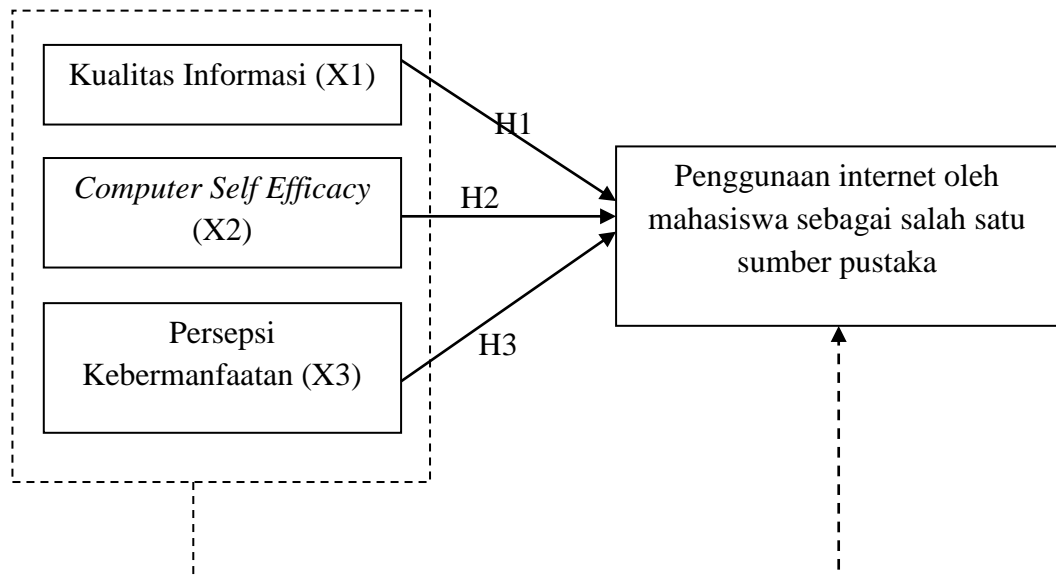 Kualitas Informasi (X1)
H1
Computer Self Efficacy
(X2)
H2
Persepsi
Kebermanfaatan (X3)
H3
Penggunaan internet oleh
mahasiswa sebagai salah satu
sumber pustaka